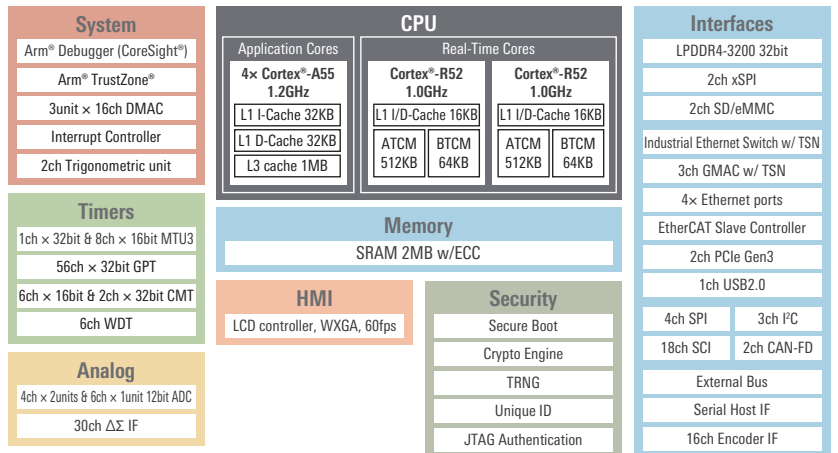 System
Arm® Debugger (CoreSight®)
Arm® TrustZone®
3unit × 16ch DMAC
Interrupt Controller
2ch Trigonometric unit
Timers
1ch × 32bit & 8ch × 16bit MTU3
56ch × 32bit GPT
6ch × 16bit & 2ch × 32bit CMT
6ch WDT
Analog
4ch × 2units & 6ch × 1unit 12bit ADC
30ch ΔΣ IF
CPU
Application Cores
4× Cortex®-A55
1.2GHz
L1 I-Cache 32KB
L1 D-Cache 32KB
L3 cache 1MB
Real-Time Cores
Cortex®-R52
1.0GHz
L1 I/D-Cache 16KB
ATCM
512KB
BTCM
64KB
Cortex®-R52
1.0GHz
L1 I/D-Cache 16KB
ATCM
512KB
BTCM
64KB
Memory
SRAM 2MB w/ECC
HMI
LCD controller, WXGA, 60fps
Security
Secure Boot
Crypto Engine
TRNG
Unique ID
JTAG Authentication
Interfaces
LPDDR4-3200 32bit
2ch xSPI
2ch SD/eMMC
Industrial Ethernet Switch w/ TSN
3ch GMAC w/ TSN
4× Ethernet ports
EtherCAT Slave Controller
2ch PCIe Gen3
1ch USB2.0
4ch SPI
3ch I²C
18ch SCI
2ch CAN-FD
External Bus
Serial Host IF
16ch Encoder IF